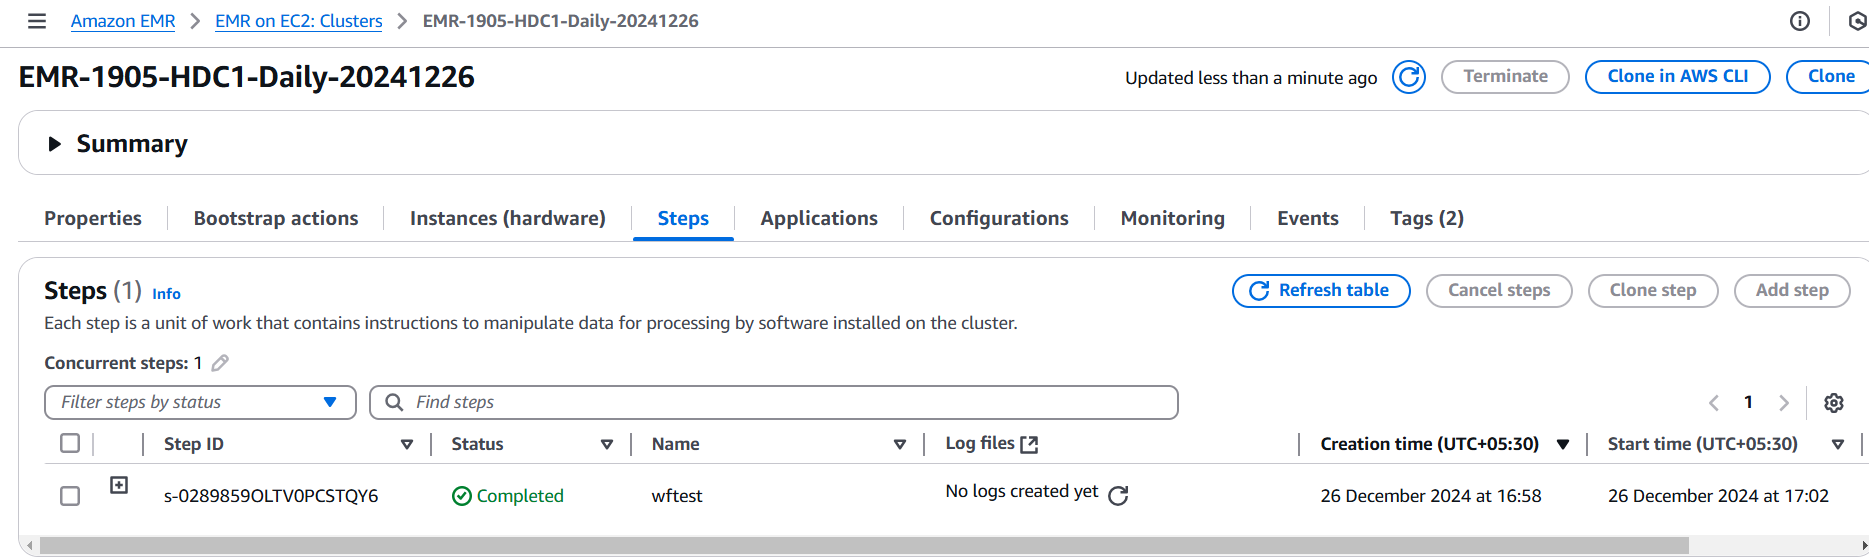 Amazon EMR > EMR on EC2: Clusters > EMR-1905-HDC1-Daily-20241226
EMR-1905-HDC1-Daily-20241226
Updated less than a minute ago
Terminate
Clone in AWS CLI
Clone
Summary
Properties
Bootstrap actions
Instances (hardware)
Steps
Applications
Configurations
Monitoring
Events
Tags (2)
Steps (1) Info
Refresh table
Cancel steps
Clone step
Add step
Each step is a unit of work that contains instructions to manipulate data for processing by software installed on the cluster.
Concurrent steps: 1
Filter steps by status
Find steps
1
Step ID
Status
Name
Log files
Creation time (UTC+05:30)
Start time (UTC+05:30)
s-0289859OLTV0PCSTQY6
Completed
wftest
No logs created yet
26 December 2024 at 16:58
26 December 2024 at 17:02